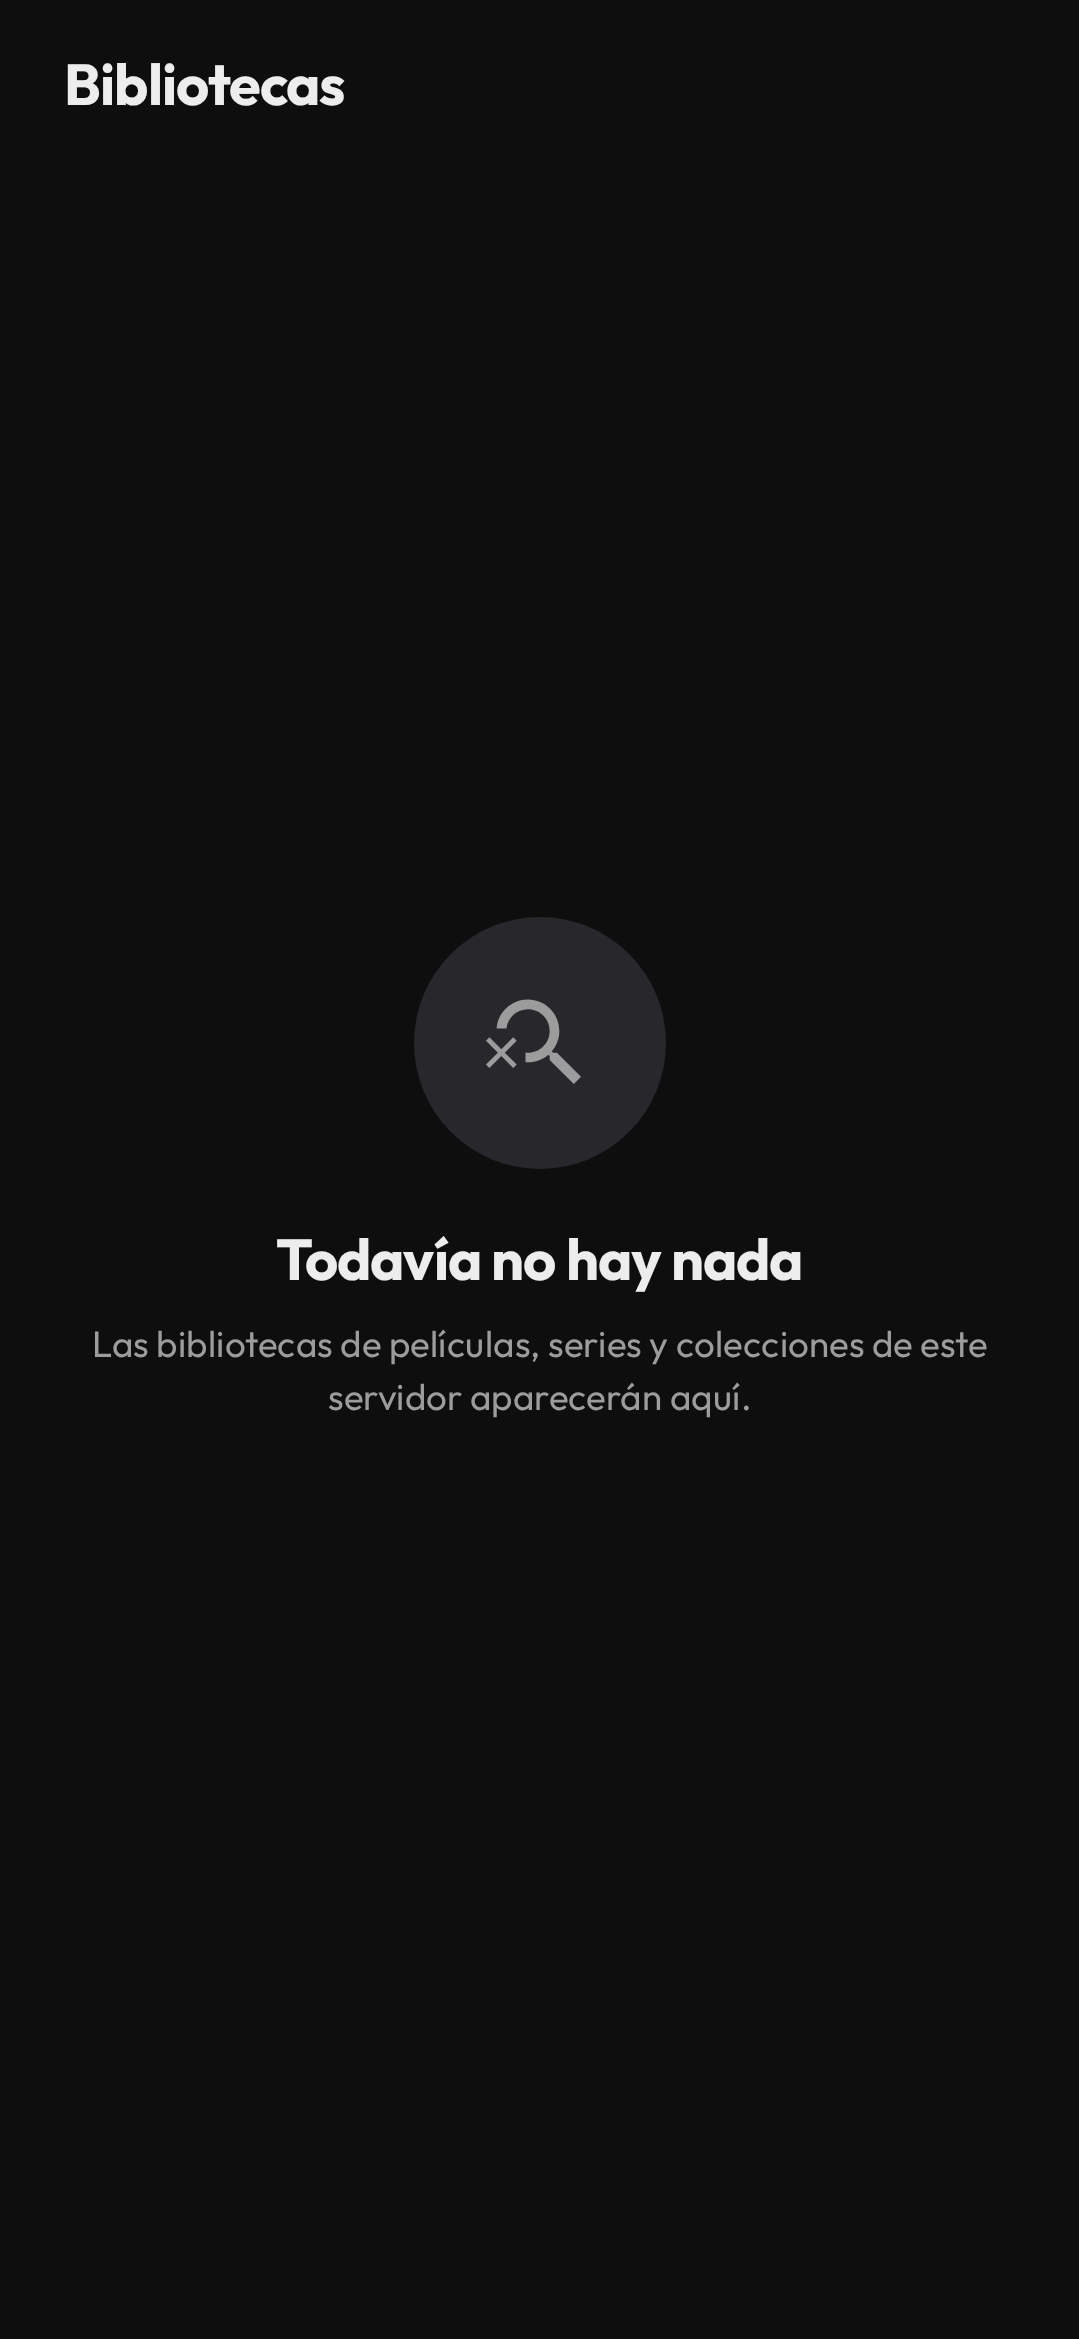 Bibliotecas
Todavía no hay nada
Las bibliotecas de películas, series y colecciones de este
servidor aparecerán aquí.